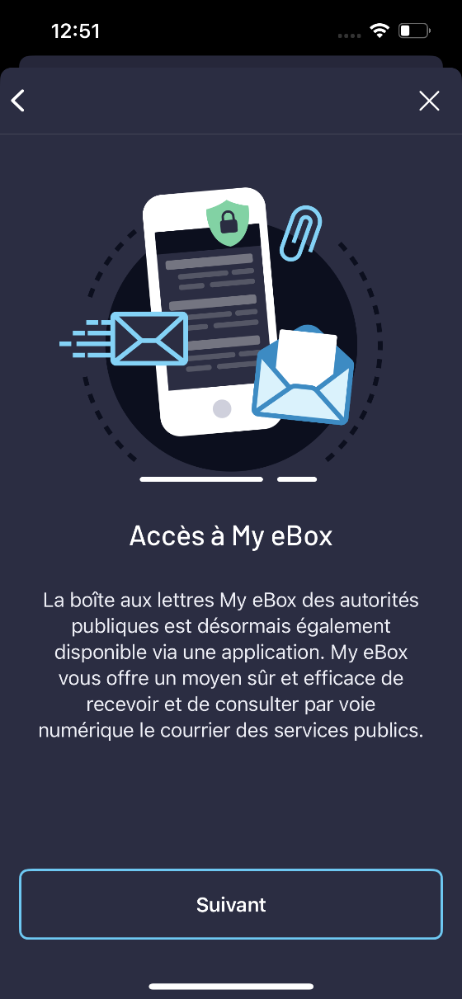 12:51
Accès à My eBox
La boîte aux lettres My eBox des autorités
publiques est désormais également
disponible via une application. My eBox
vous offre un moyen sûr et efficace de
recevoir et de consulter par voie
numérique le courrier des services publics.
Suivant